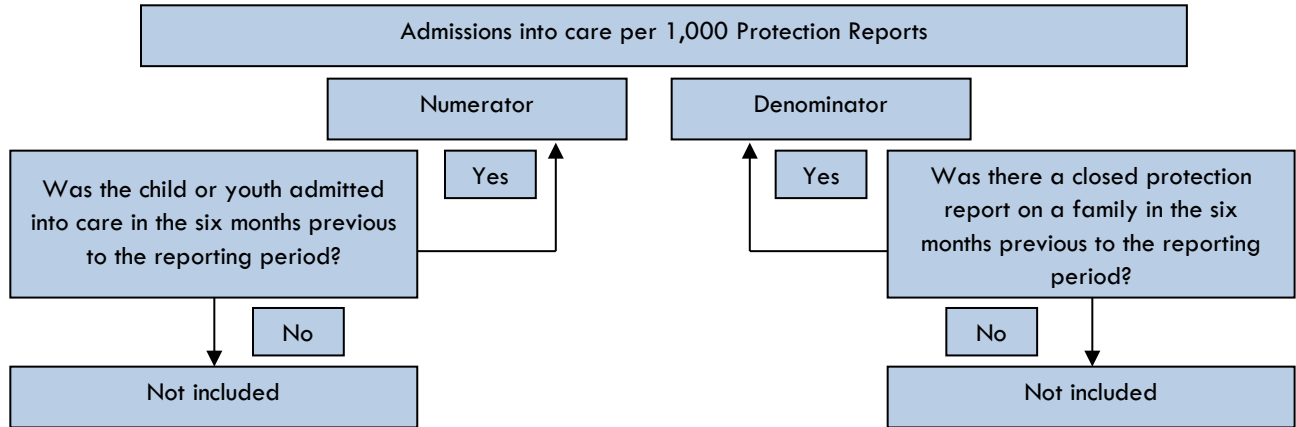 Admissions into care per 1,000 Protection Reports
Numerator
Denominator
Yes
Yes
Was the child or youth admitted
into care in the six months previous
to the reporting period?
Was there a closed protection
report on a family in the six
months previous to the reporting
period?
No
No
Not included
Not included